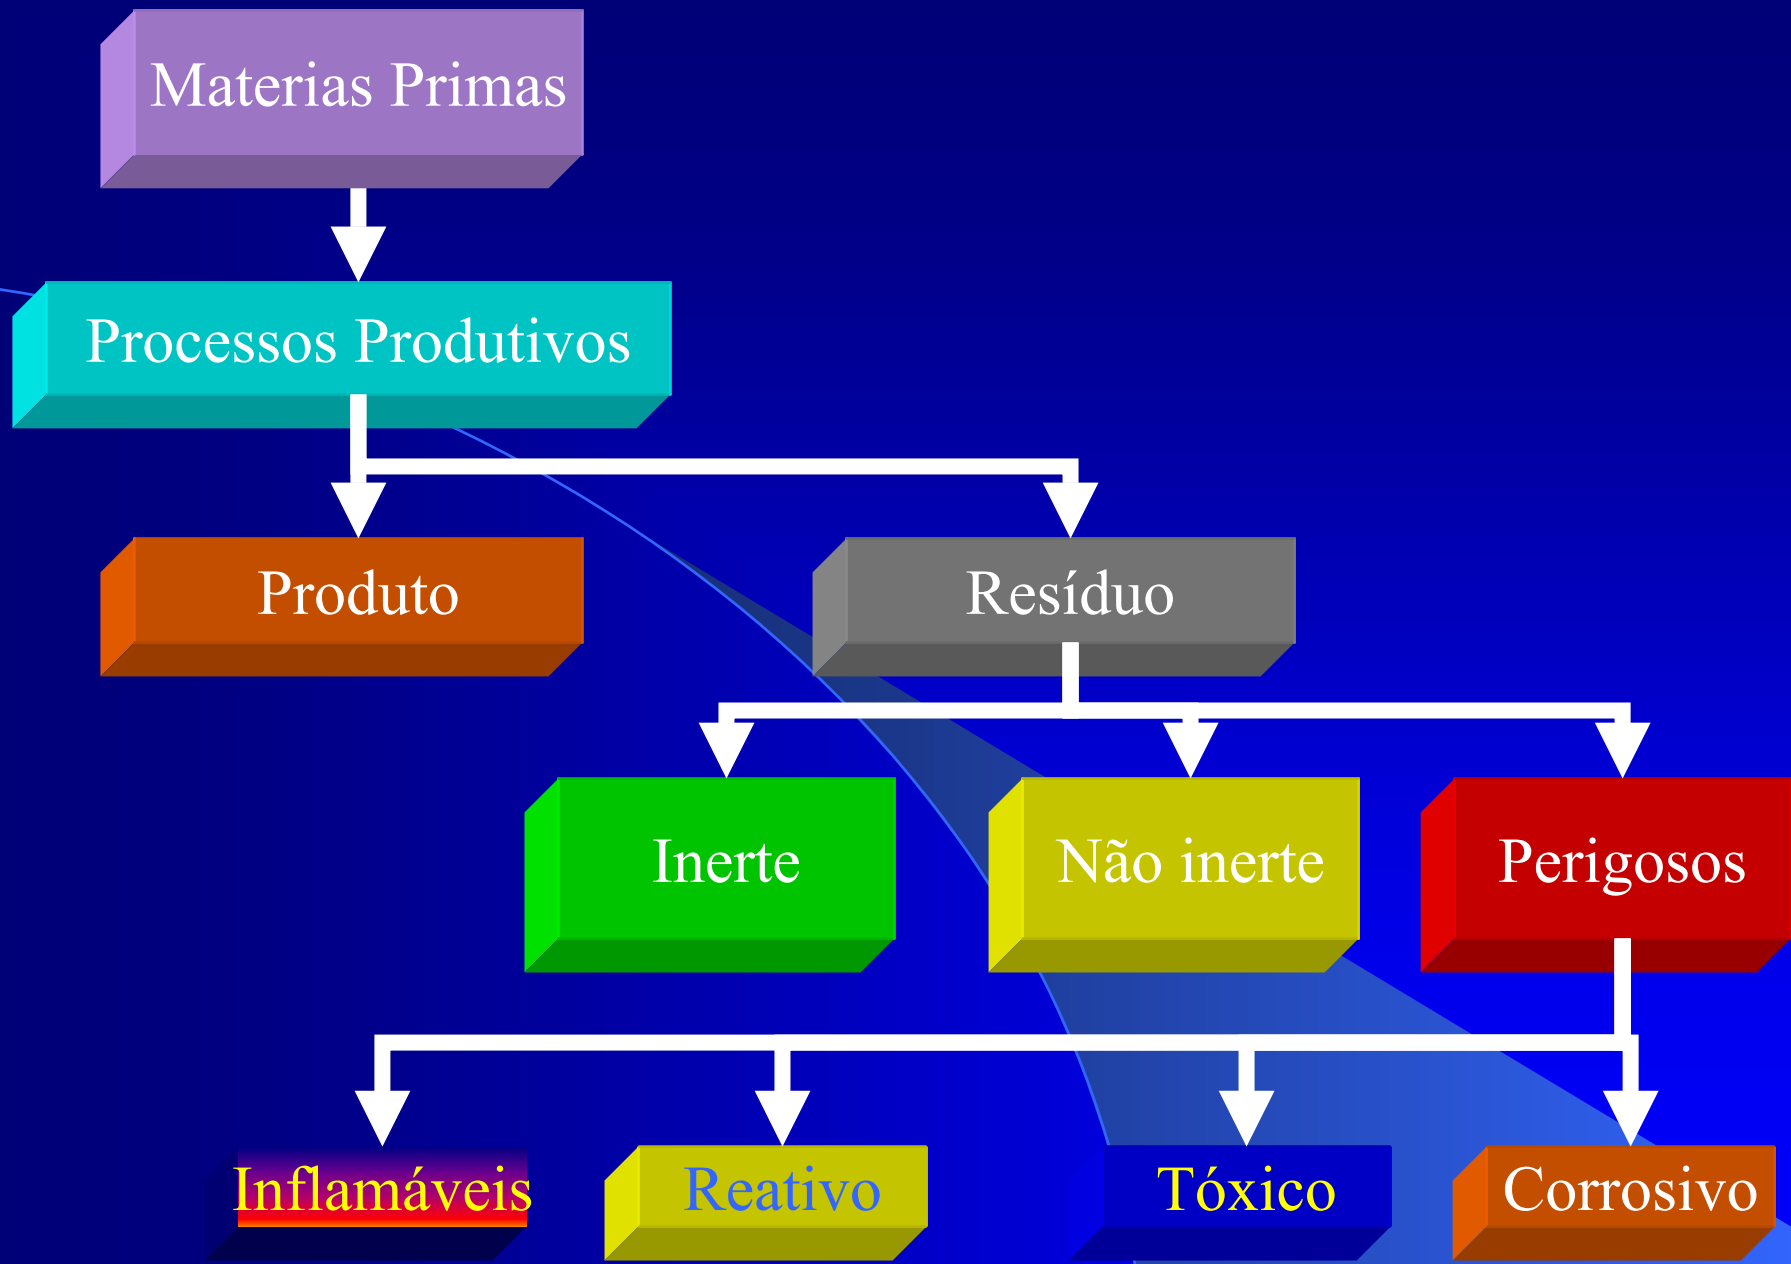 Materias Primas
Processos Produtivos
Produto
Resíduo
Inerte
Não inerte
Perigosos
Inflamáveis
Reativo
Tóxico
Corrosivo